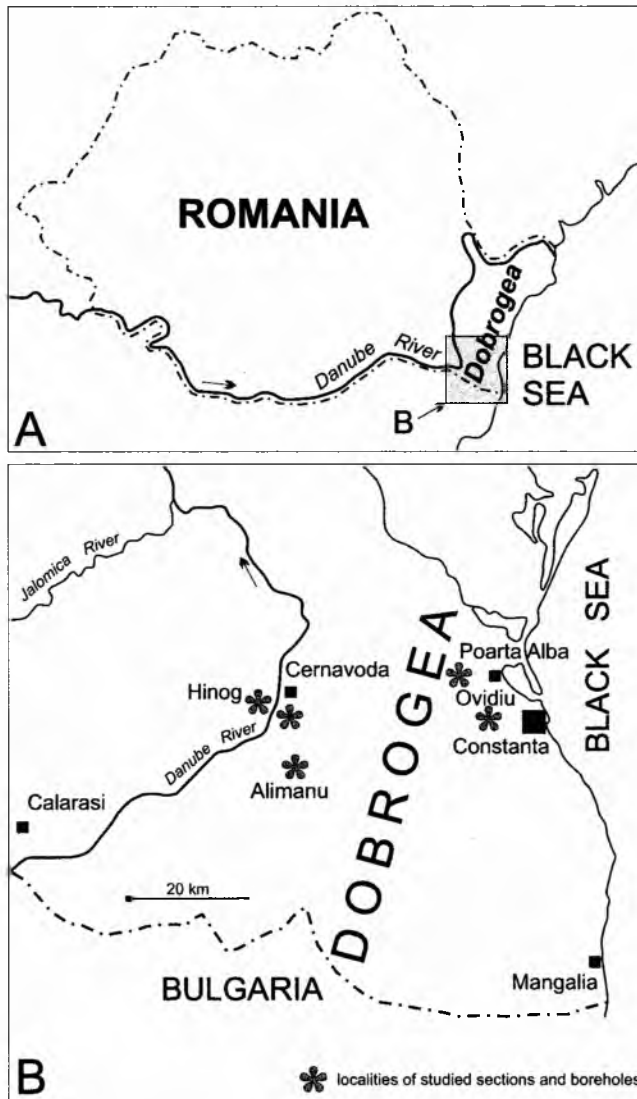 ROMANIA
Dobrogea
Danube River
BLACK
SEA
B
A
Jalomica River
BLACK SEA
Poarta Alba
Cernavoda
Hinog
Ovidiu
Constanta
Danube River
Alimanu
Calarasi
DOBROGEA
20 km
BULGARIA
Mangalia
B
localities of studied sections and boreholes